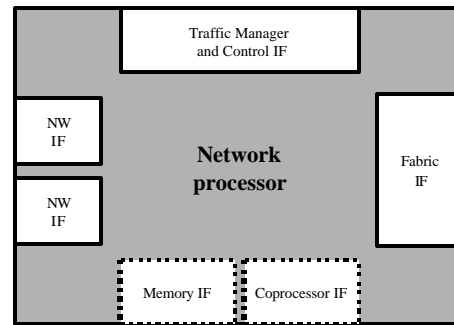 Traffic Manager
and Control IF
NW
IF
NW
IF
Network
processor
Fabric
IF
Memory IF
Coprocessor IF